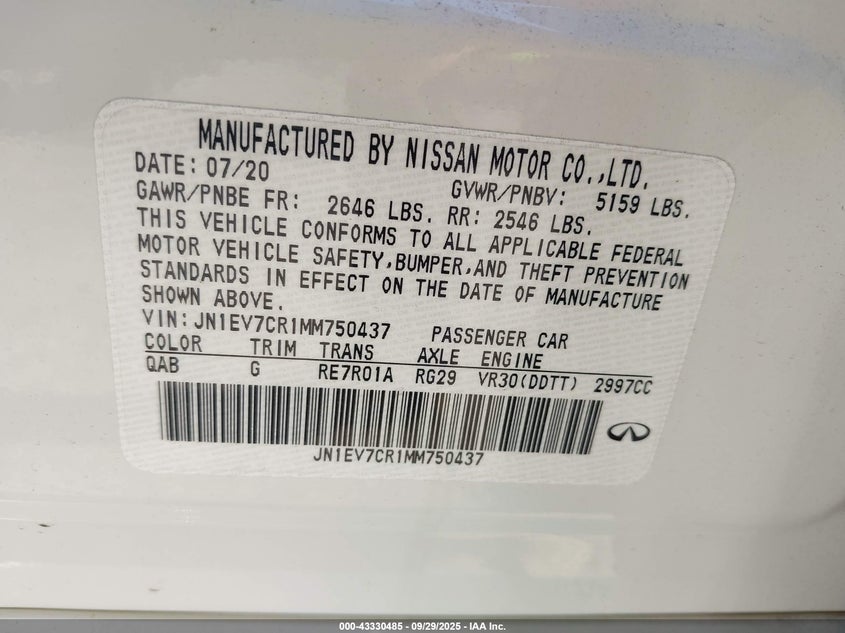 MANUFACTURED BY NISSAN MOTOR CO.,LTD.
DATE: 07/20 GVWR/PNBV: 5159 LBS.
GAWR/PNBE FR: 2646 LBS. RR: 2546 LBS.
THIS VEHICLE CONFORMS TO ALL APPLICABLE FEDERAL
MOTOR VEHICLE SAFETY,BUMPER,AND THEFT PREVENTION
STANDARDS IN EFFECT ON THE DATE OF MANUFACTURE
SHOWN ABOVE.
VIN:JN1EV7CR1MM750437 PASSENGER CAR
COLOR TRIM TRANS AXLE ENGINE
QAB G RE7R01A RG29 VR30(DDTT) 2997CC
JN1EV7CR1MM750437
000-43330485 - 09/29/2025 - IAA Inc.